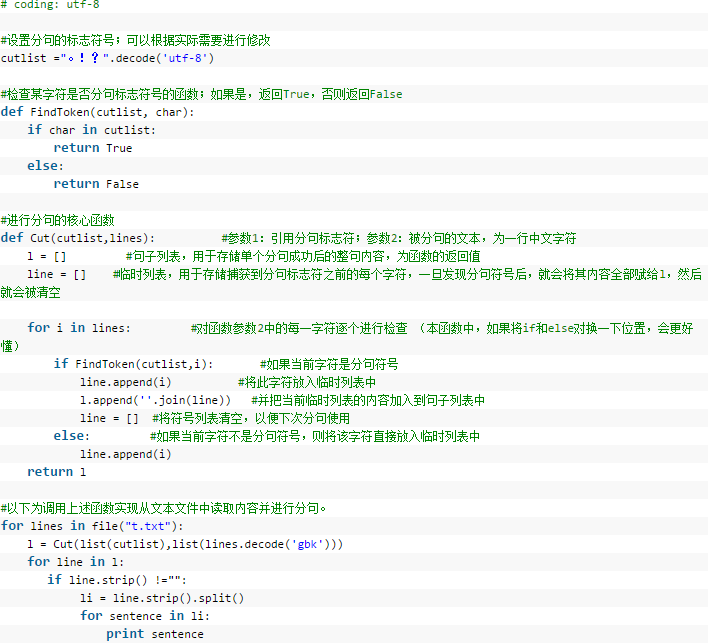 # coding: utf-8
#设置分句的标志符号；可以根据实际需要进行修改
cutlist ="。！？".decode('utf-8')
#检查某字符是否分句标志符号的函数；如果是，返回True，否则返回False
def FindToken(cutlist, char):
    if char in cutlist:
        return True
    else:
        return False
#进行分句的核心函数
def Cut(cutlist,lines):          #参数1：引用分句标志符；参数2：被分句的文本，为一行中文字符
    l = []         #句子列表，用于存储单个分句成功后的整句内容，为函数的返回值
    line = []    #临时列表，用于存储捕获到分句标志符之前的每个字符，一旦发现分句符号后，就会将其内容全部赋给l，然后
就会被清空
    for i in lines:         #对函数参数2中的每一字符逐个进行检查 （本函数中，如果将if和else对换一下位置，会更好
懂）
        if FindToken(cutlist,i):       #如果当前字符是分句符号
            line.append(i)          #将此字符放入临时列表中
            l.append(''.join(line))   #并把当前临时列表的内容加入到句子列表中
            line = []  #将符号列表清空，以便下次分句使用
        else:         #如果当前字符不是分句符号，则将该字符直接放入临时列表中
            line.append(i)
    return l
#以下为调用上述函数实现从文本文件中读取内容并进行分句。
for lines in file("t.txt"):
    l = Cut(list(cutlist),list(lines.decode('gbk')))
    for line in l:
       if line.strip() !="":
            li = line.strip().split()
            for sentence in li:
                print sentence